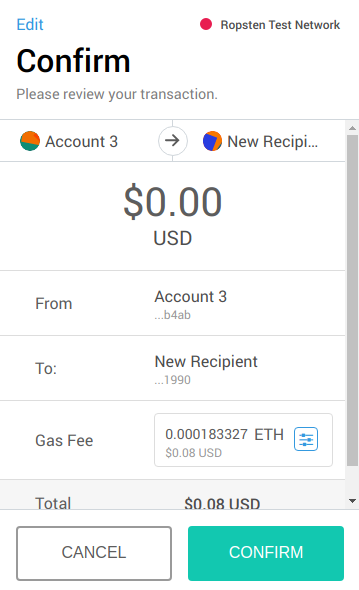 Edit
Ropsten Test Network
Confirm
Please review your transaction.
Account 3
New Recipi...
$0.00
USD
From
Account 3
...b4ab
To:
New Recipient
...1990
Gas Fee
0.000183327 ETH
$0.08 USD
Total
$0.08 USD
CANCEL
CONFIRM